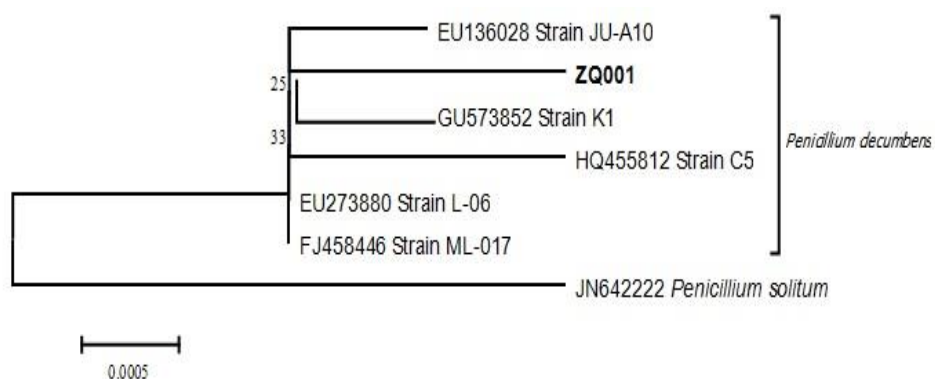 EU136028 Strain JU-A10
ZQ001
25
GU573852 Strain K1
33
Penicillium decumbens
HQ455812 Strain C5
EU273880 Strain L-06
FJ458446 Strain ML-017
JN642222 Penicillium solitum
0.0005